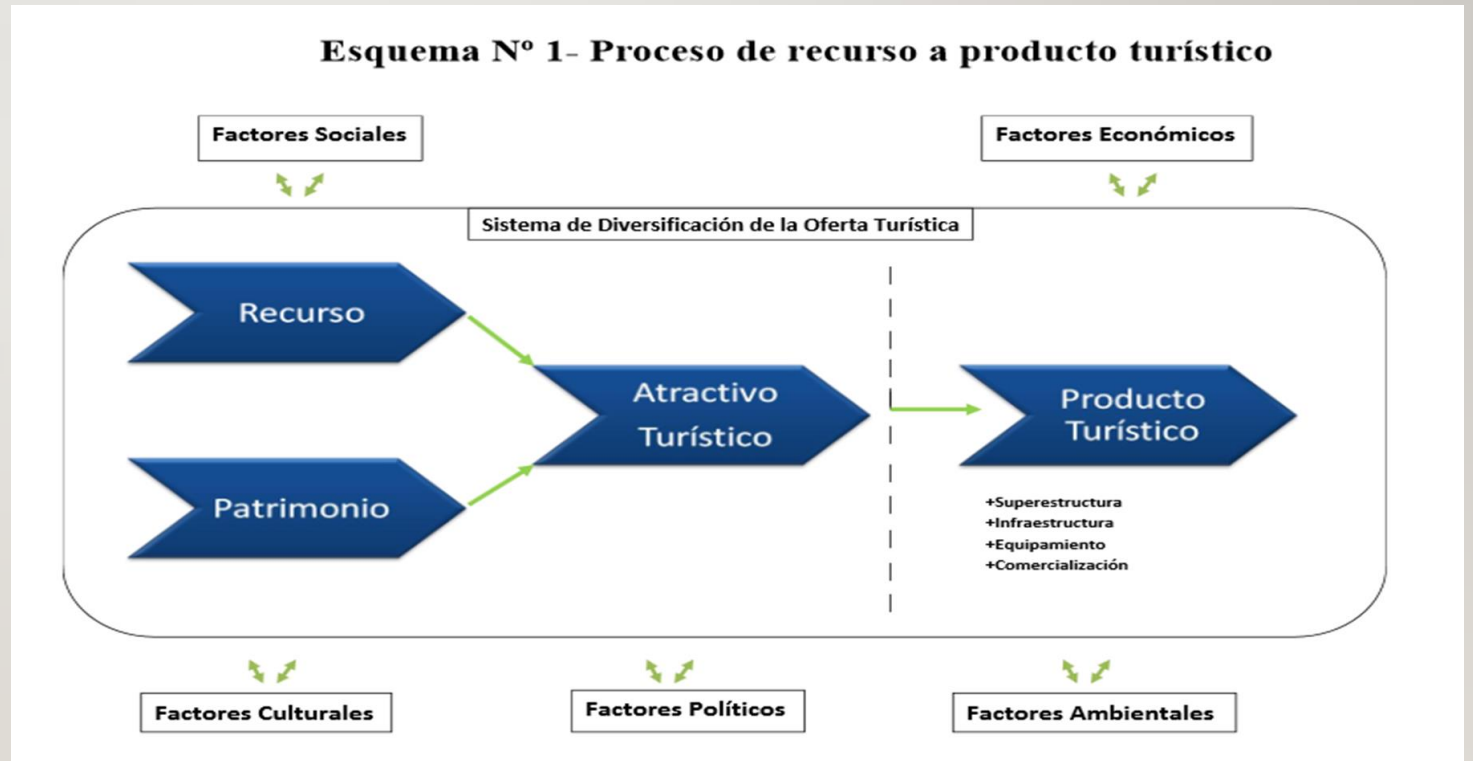 Esquema Nº 1- Proceso de recurso a producto turístico
Factores Sociales
Factores Económicos
Sistema de Diversificación de la Oferta Turística
Recurso
Patrimonio
Atractivo
Turístico
Producto
Turístico
+Superestructura
+Infraestructura
+Equipamiento
+Comercialización
Factores Culturales
Factores Políticos
Factores Ambientales